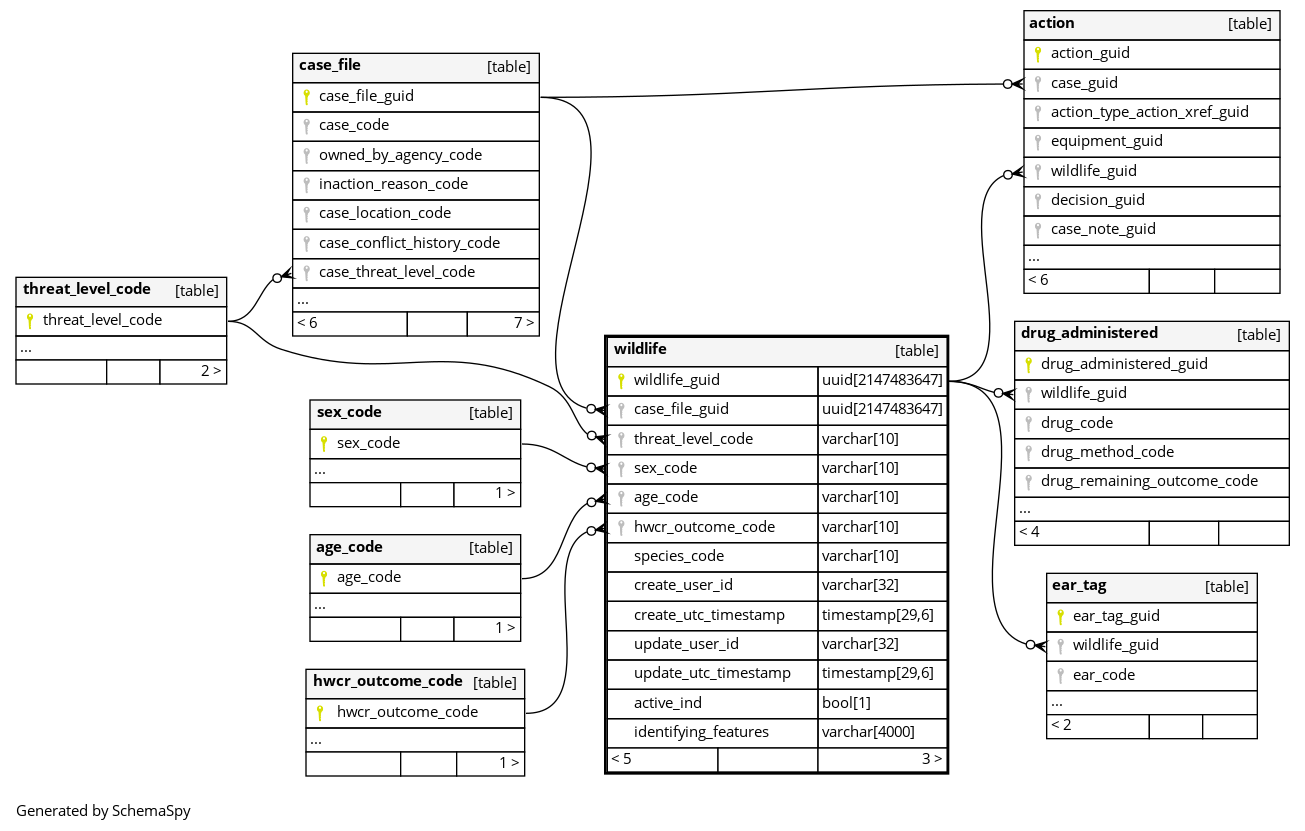 case_file [table]
case_file_guid
case_code
owned_by_agency_code
inaction_reason_code
case_location_code
case_conflict_history_code
case_threat_level_code
...
< 6 7 >
action [table]
action_guid
case_guid
action_type_action_xref_guid
equipment_guid
wildlife_guid
decision_guid
case_note_guid
...
< 6
threat_level_code [table]
threat_level_code
...
2 >
sex_code [table]
sex_code
...
1 >
age_code [table]
age_code
...
1 >
hwcr_outcome_code [table]
hwcr_outcome_code
...
1 >
wildlife [table]
wildlife_guid uuid[2147483647]
case_file_guid uuid[2147483647]
threat_level_code varchar[10]
sex_code varchar[10]
age_code varchar[10]
hwcr_outcome_code varchar[10]
species_code varchar[10]
create_user_id varchar[32]
create_utc_timestamp timestamp[29,6]
update_user_id varchar[32]
update_utc_timestamp timestamp[29,6]
active_ind bool[1]
identifying_features varchar[4000]
< 5 3 >
drug_administered [table]
drug_administered_guid
wildlife_guid
drug_code
drug_method_code
drug_remaining_outcome_code
...
< 4
ear_tag [table]
ear_tag_guid
wildlife_guid
ear_code
...
< 2
Generated by SchemaSpy